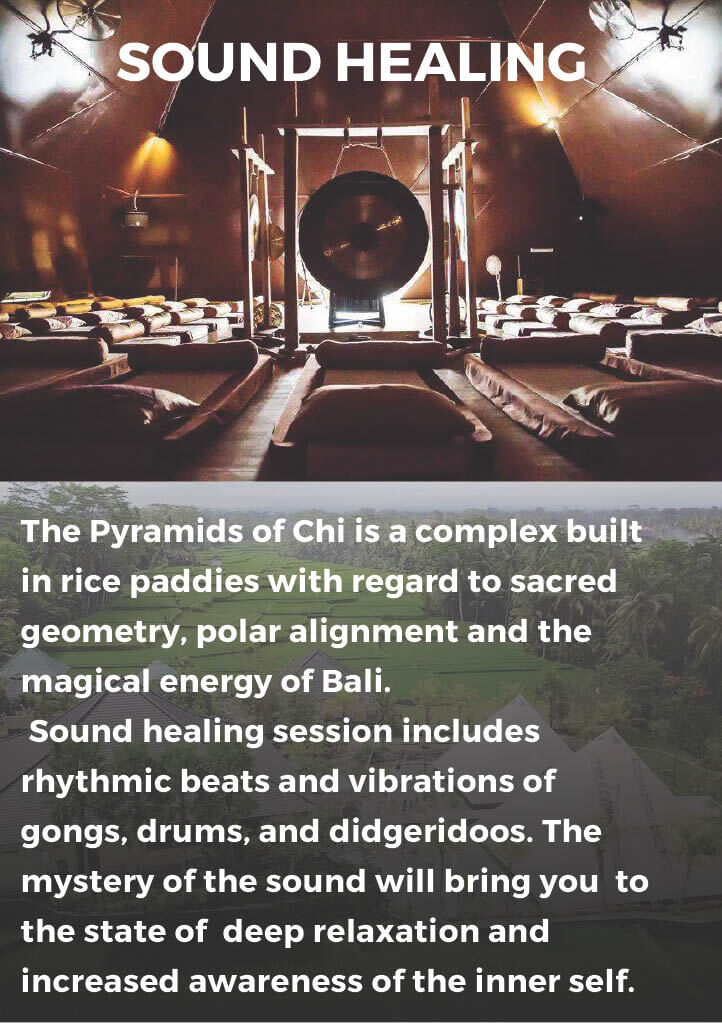 SOUND HEALING
The Pyramids of Chi is a complex built
in rice paddies with regard to sacred
geometry, polar alignment and the
magical energy of Bali.
Sound healing session includes
rhythmic beats and vibrations of
gongs, drums, and didgeridoos. The
mystery of the sound will bring you  to
the state of  deep relaxation and
increased awareness of the inner self.